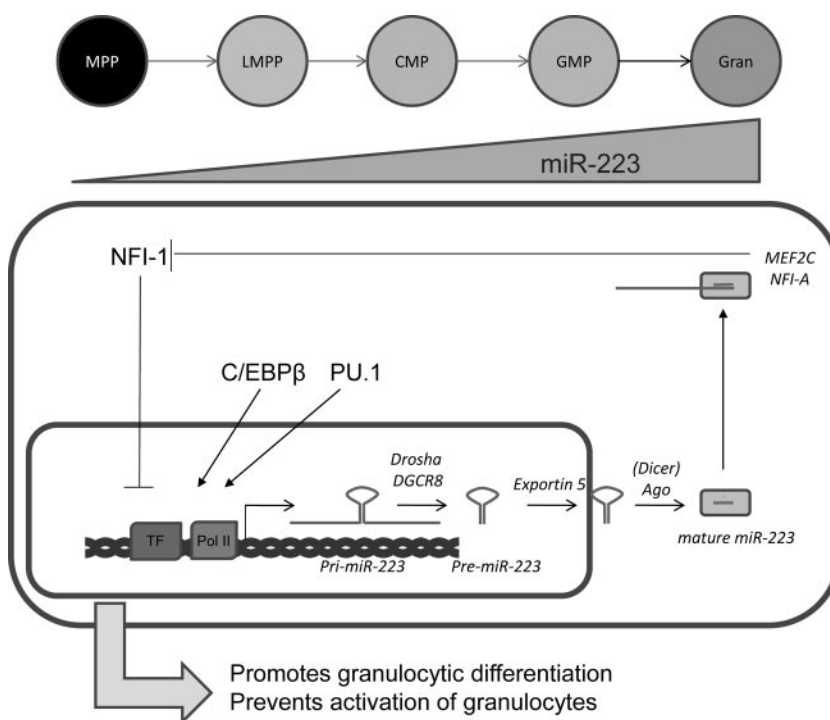 MPP
LMPP
CMP
GMP
Gran
miR-223
NFI-1
MEF2C
NFI-A
C/EBPβ
PU.1
Drosha
DGCR8
Exportin 5
(Dicer)
Ago
TF
Pol II
Pri-miR-223
Pre-miR-223
mature miR-223
Promotes granulocytic differentiation
Prevents activation of granulocytes